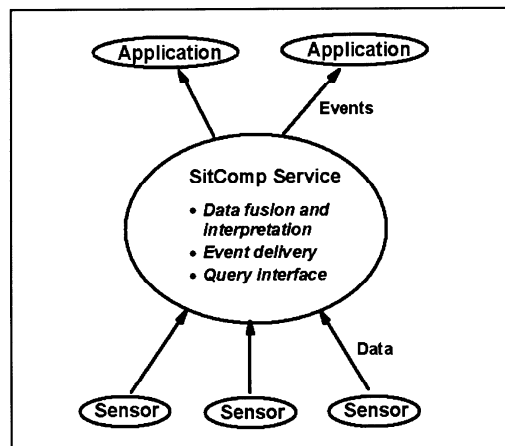 Application Application
Events
SitComp Service
• Data fusion and
interpretation
• Event delivery
• Query interface
Data
Sensor Sensor Sensor